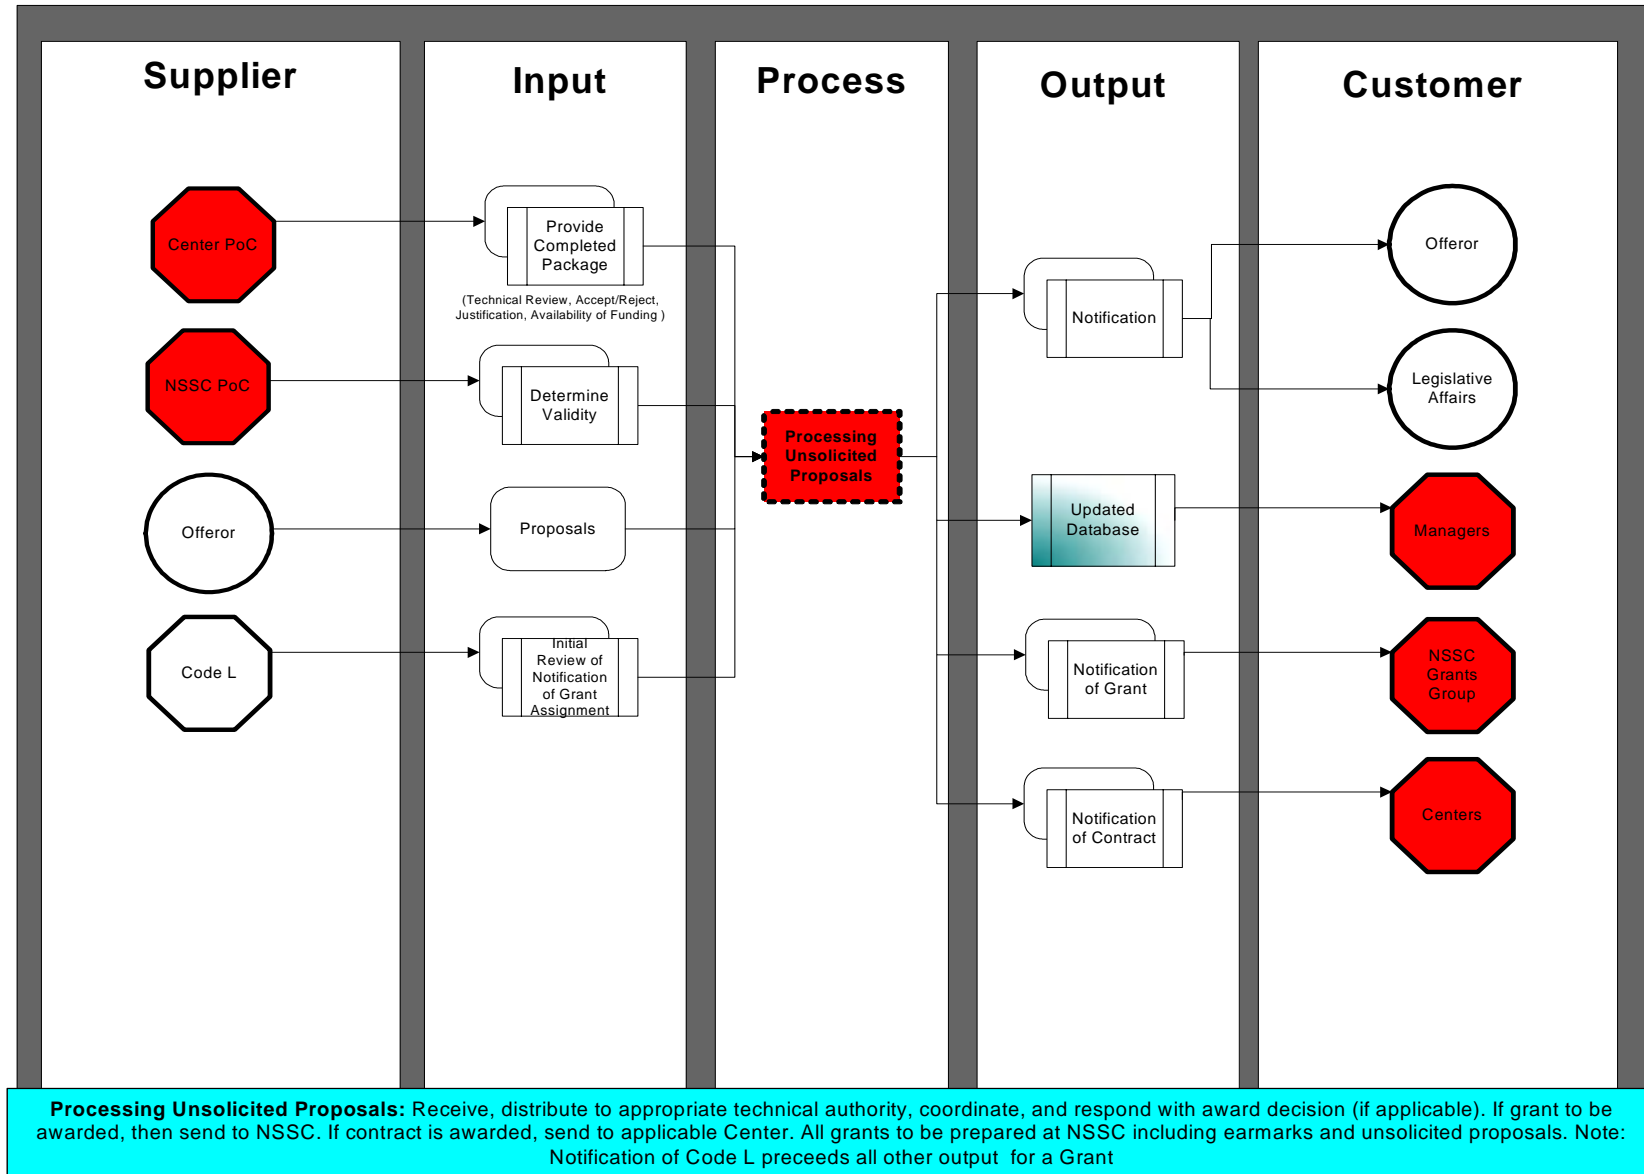 Supplier
Input
Process
Output
Customer
Center PoC
Provide
Completed
Package
(Technical Review, Accept/Reject,
Justification, Availability of Funding )
NSSC PoC
Determine
Validity
Offeror
Proposals
Code L
Initial
Review of
Notification
of Grant
Assignment
Processing
Unsolicited
Proposals
Notification
Updated
Database
Notification
of Grant
Notification
of Contract
Offeror
Legislative
Affairs
Managers
NSSC
Grants
Group
Centers
Processing Unsolicited Proposals: Receive, distribute to appropriate technical authority, coordinate, and respond with award decision (if applicable). If grant to be
awarded, then send to NSSC. If contract is awarded, send to applicable Center. All grants to be prepared at NSSC including earmarks and unsolicited proposals. Note:
Notification of Code L preceeds all other output for a Grant